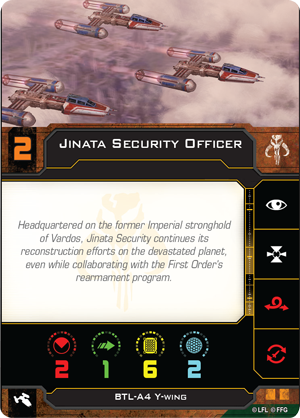 2 JINATA SECURITY OFFICER
Headquartered on the former Imperial stronghold
of Vardos, Jinata Security continues its
reconstruction efforts on the devastated planet,
even while collaborating with the First Order's
rearmament program.
2 1 6 2
BTL-A4 Y-WING
© LFL © FFG